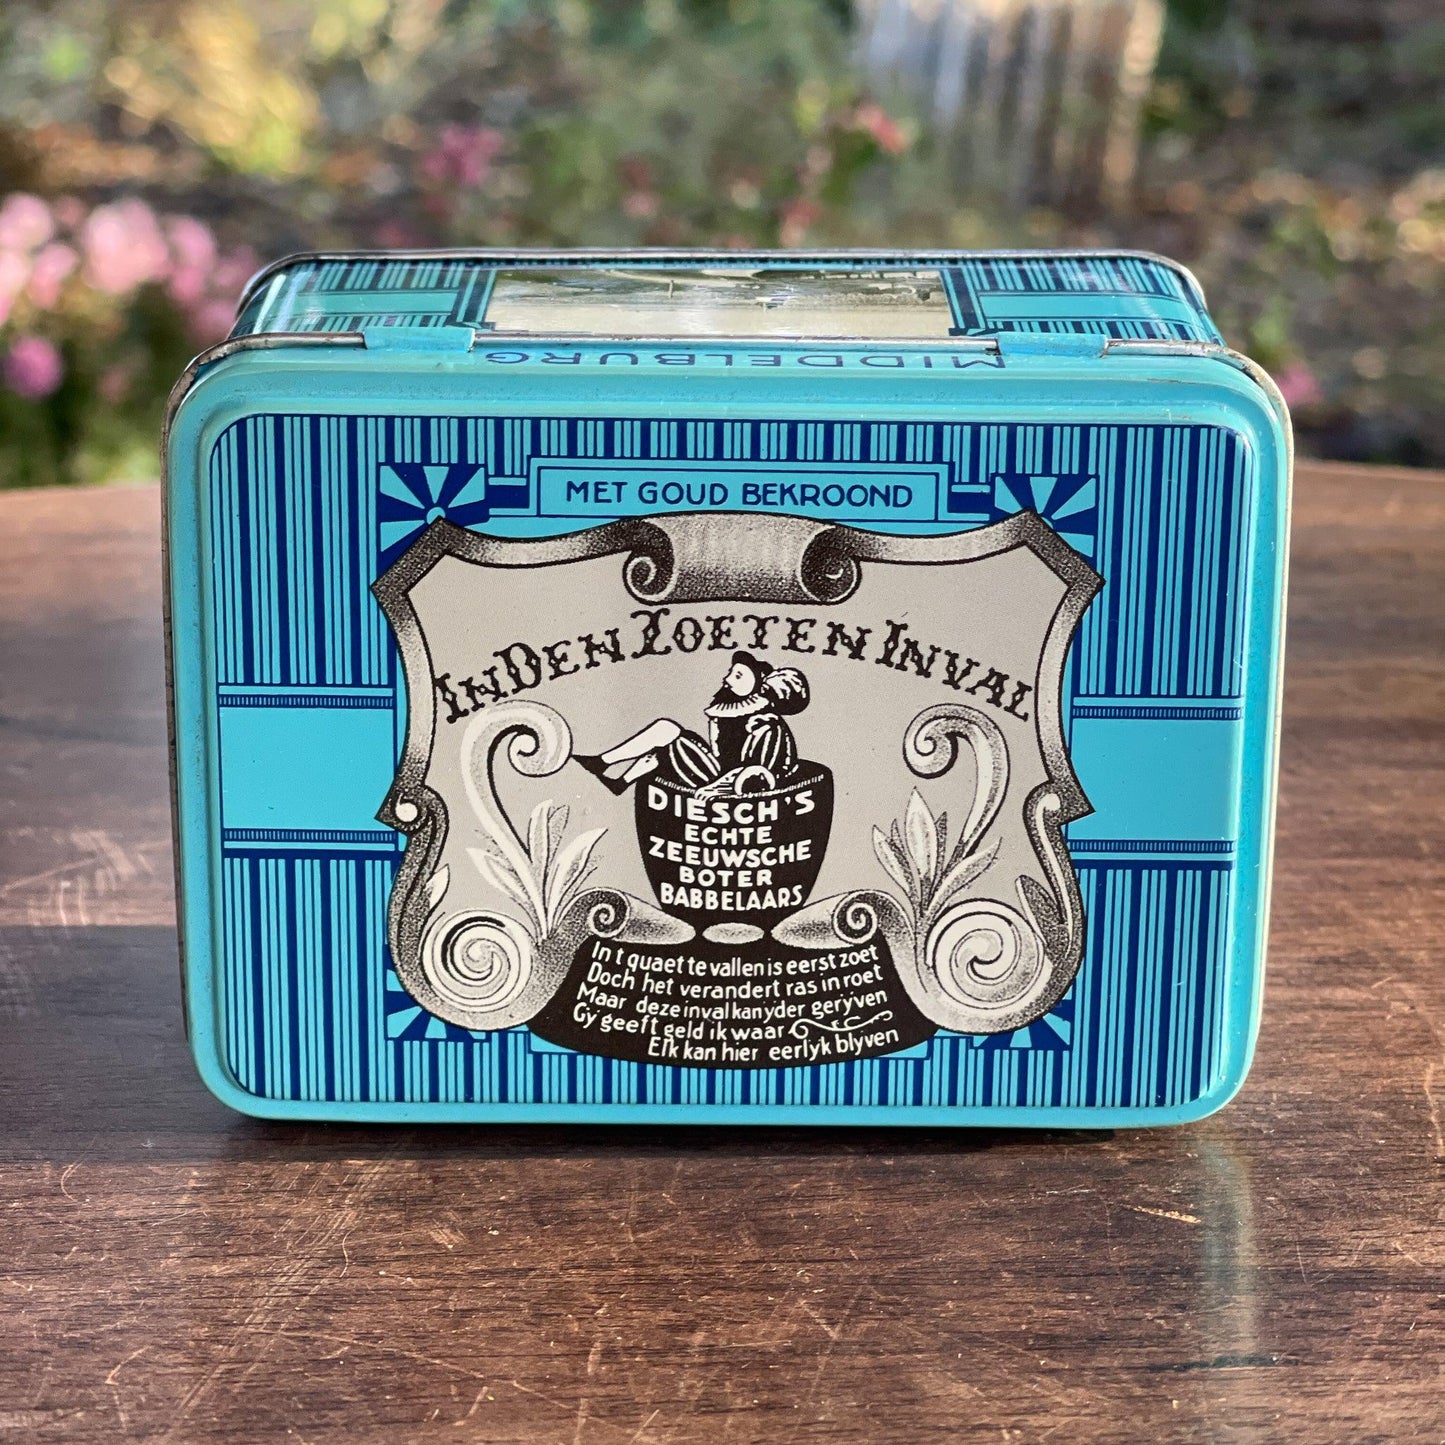 MIDDELBURG
MET GOUD BEKROOND
IN DEN ZOETEN INVAL
DIESCH'S
ECHTE
ZEEUWSCHE
BOTER
BABBELAARS
In t quaet te vallen is eerst zoet
Doch het verandert ras in roet
Maar deze inval kan yder geryven
Gy geeft geld ik waar
Elk kan hier eerlyk blyven